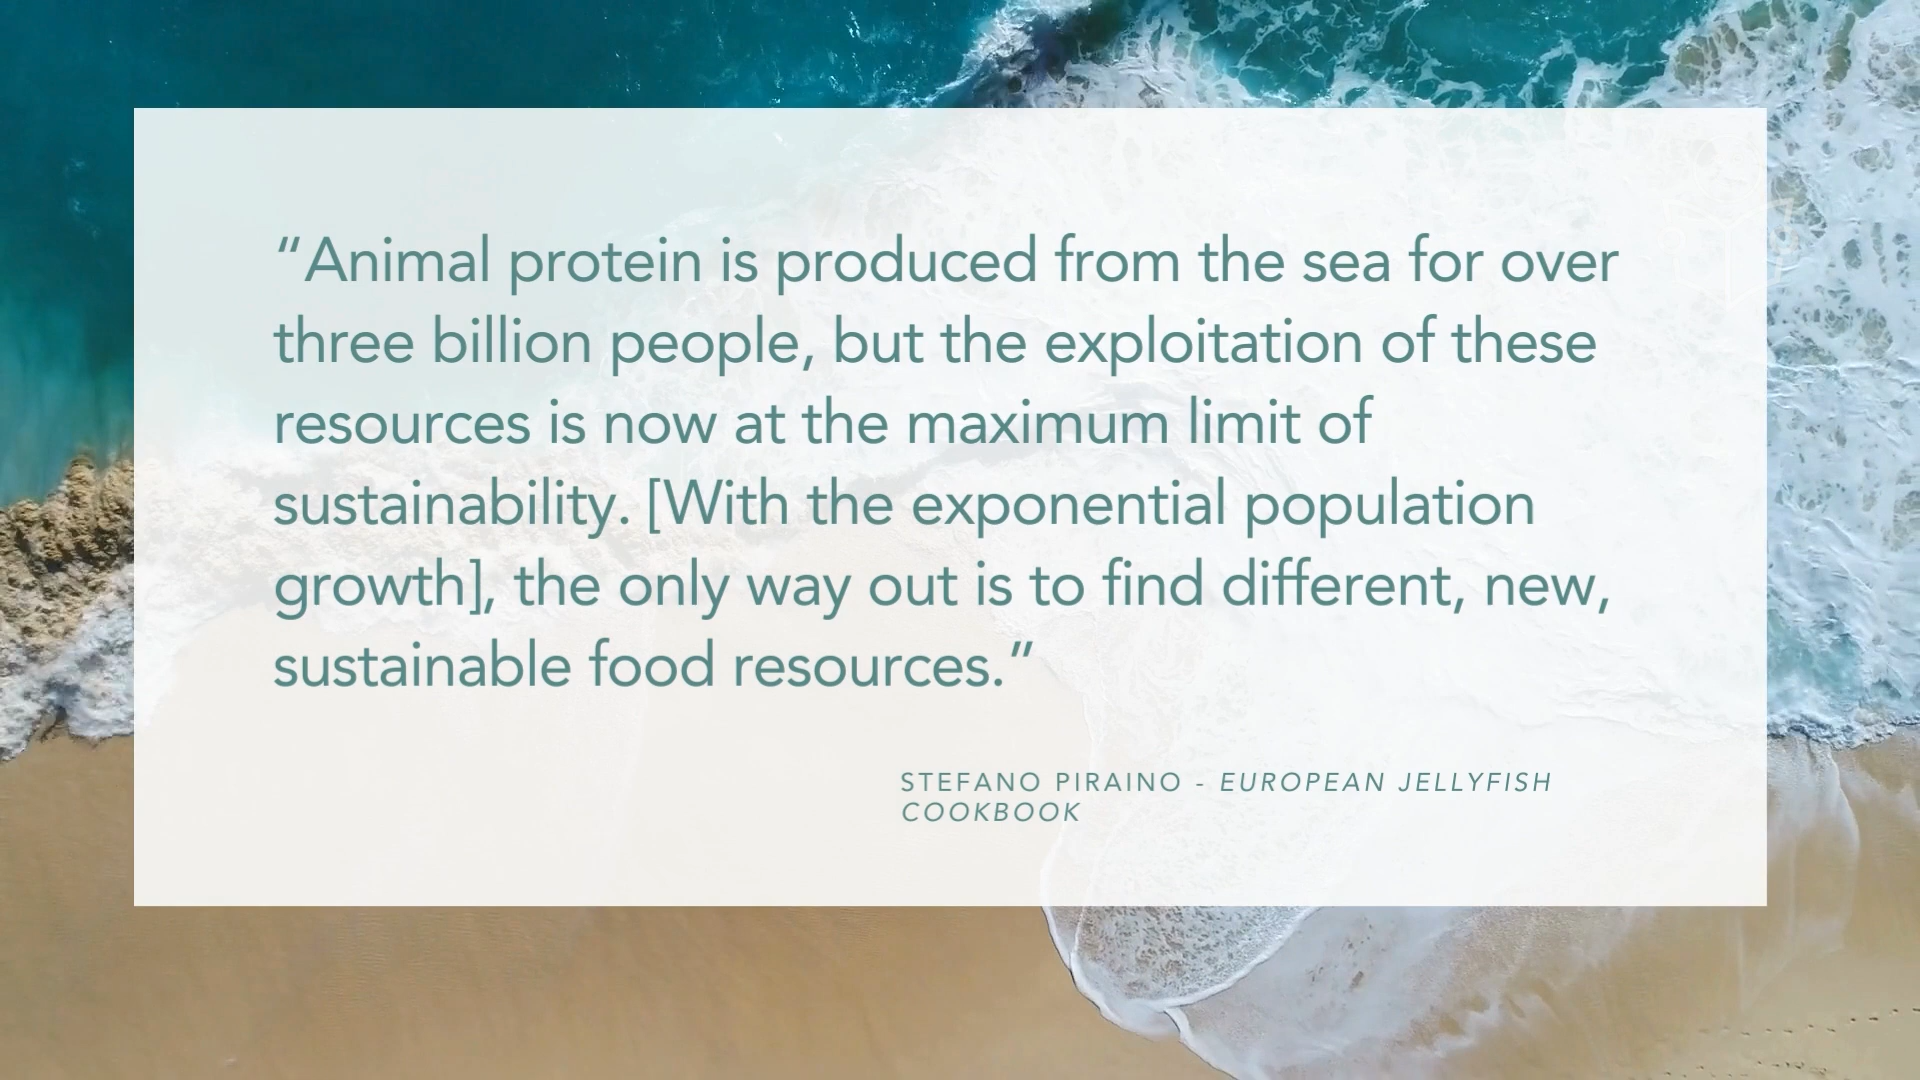 “Animal protein is produced from the sea for over
three billion people, but the exploitation of these
resources is now at the maximum limit of
sustainability. [With the exponential population
growth], the only way out is to find different, new,
sustainable food resources.”
STEFANO PIRAINO - EUROPEAN JELLYFISH
COOKBOOK